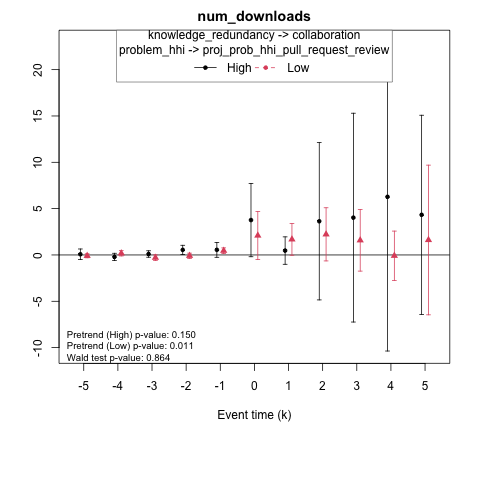 num_downloads
knowledge_redundancy -> collaboration
problem_hhi -> proj_prob_hhi_pull_request_review
High Low
20
15
10
5
0
-5
-10
Pretrend (High) p-value: 0.150
Pretrend (Low) p-value: 0.011
Wald test p-value: 0.864
-5 -4 -3 -2 -1 0 1 2 3 4 5
Event time (k)